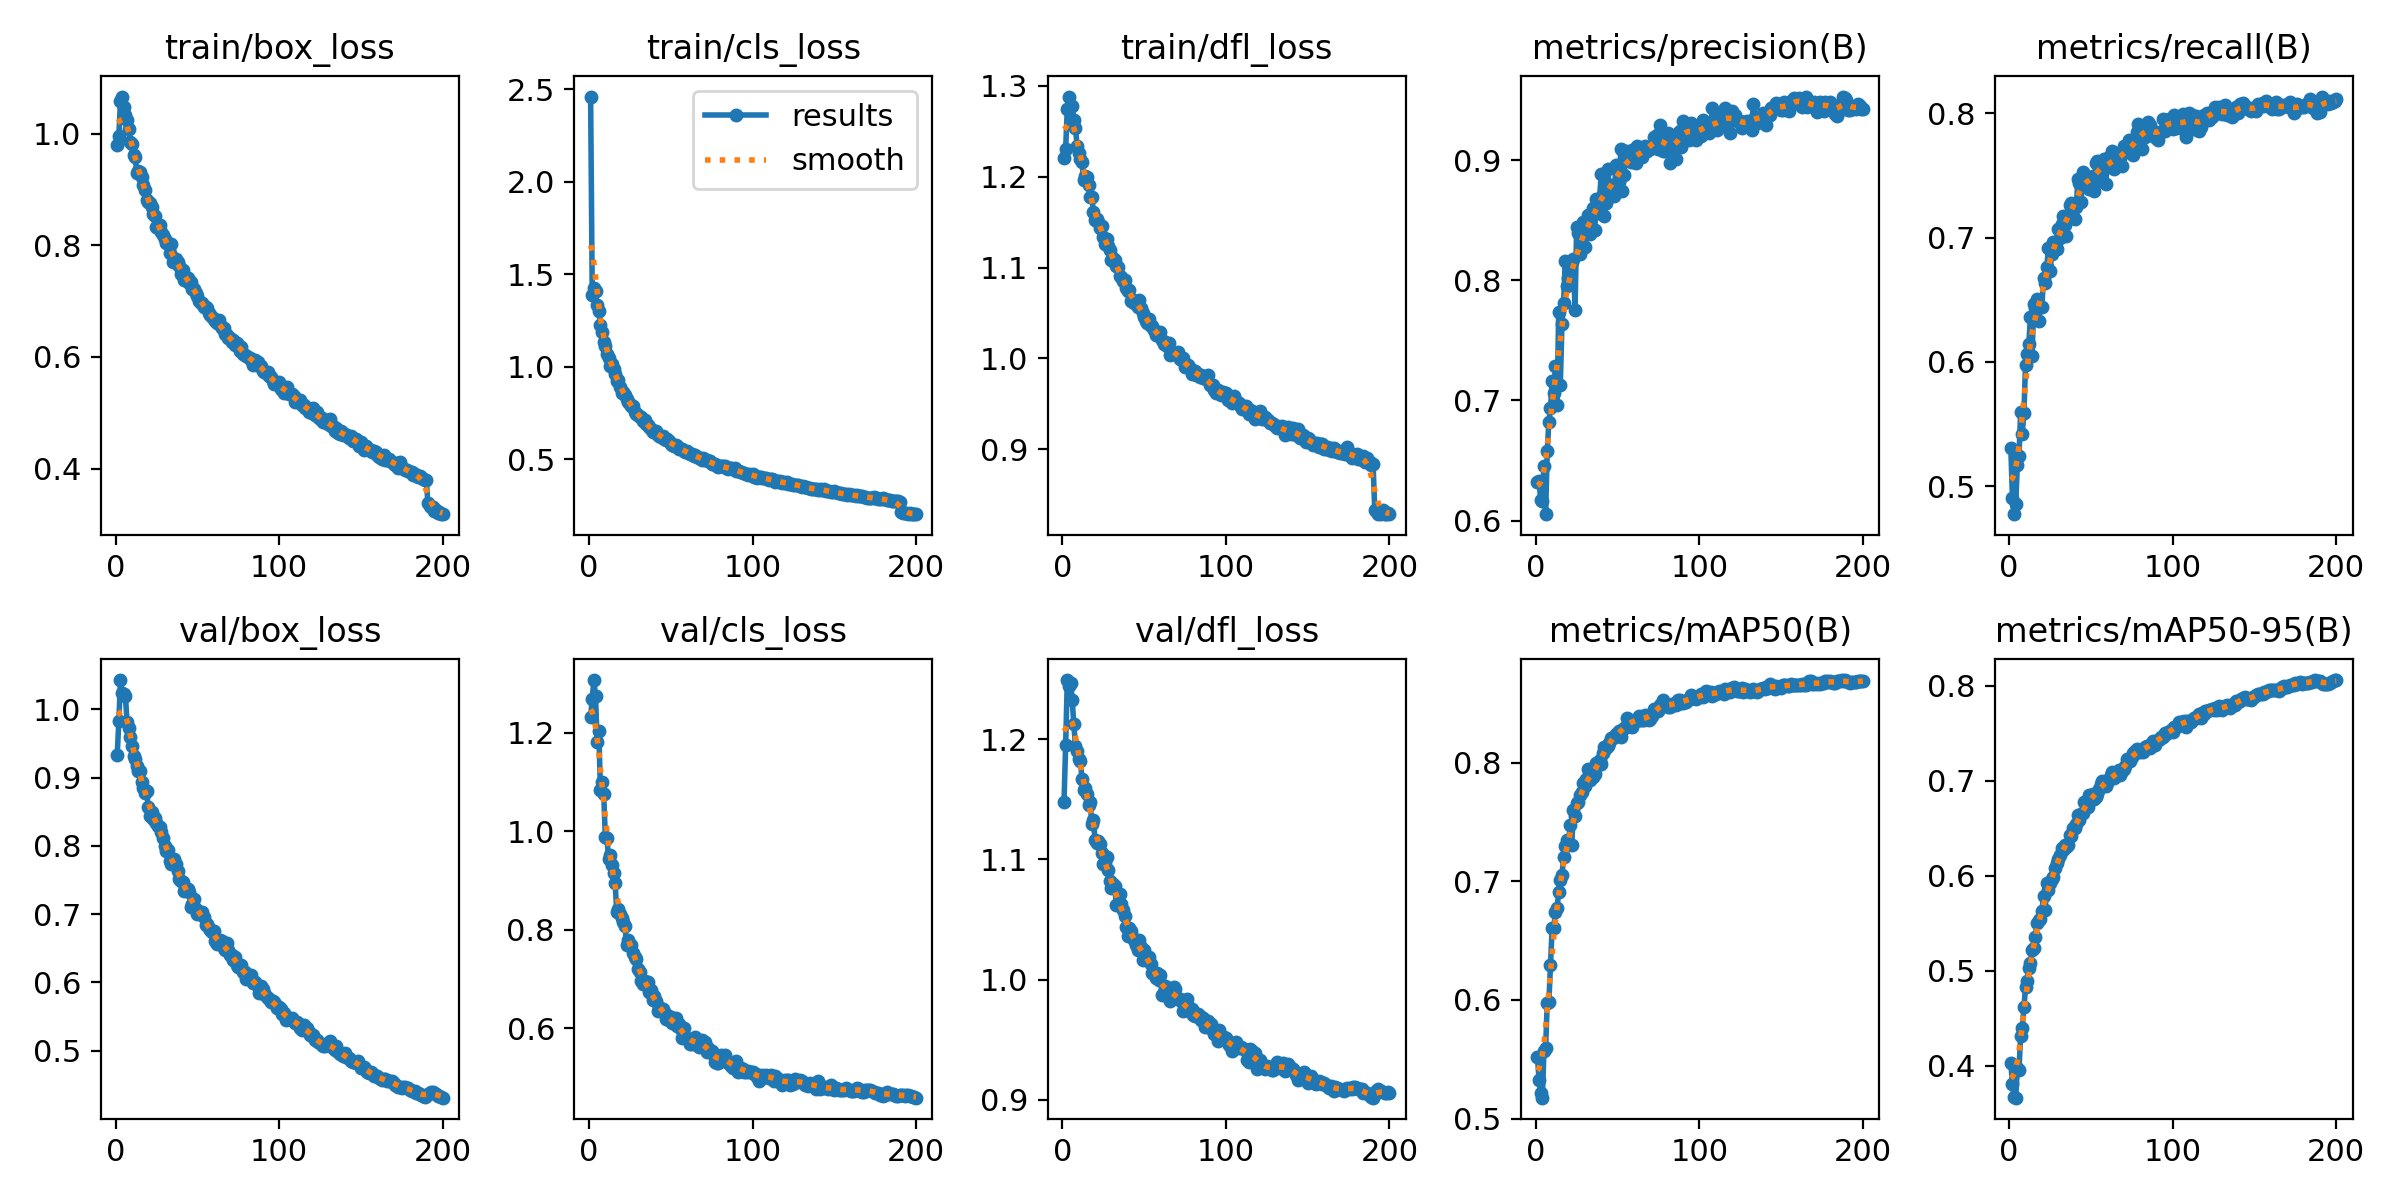 train/box_loss
1.0
0.8
0.6
0.4
0 100 200
train/cls_loss
2.5
2.0
1.5
1.0
0.5
0 100 200
results
smooth
train/dfl_loss
1.3
1.2
1.1
1.0
0.9
0 100 200
metrics/precision(B)
0.9
0.8
0.7
0.6
0 100 200
metrics/recall(B)
0.8
0.7
0.6
0.5
0 100 200
val/box_loss
1.0
0.9
0.8
0.7
0.6
0.5
0 100 200
val/cls_loss
1.2
1.0
0.8
0.6
0 100 200
val/dfl_loss
1.2
1.1
1.0
0.9
0 100 200
metrics/mAP50(B)
0.8
0.7
0.6
0.5
0 100 200
metrics/mAP50-95(B)
0.8
0.7
0.6
0.5
0.4
0 100 200